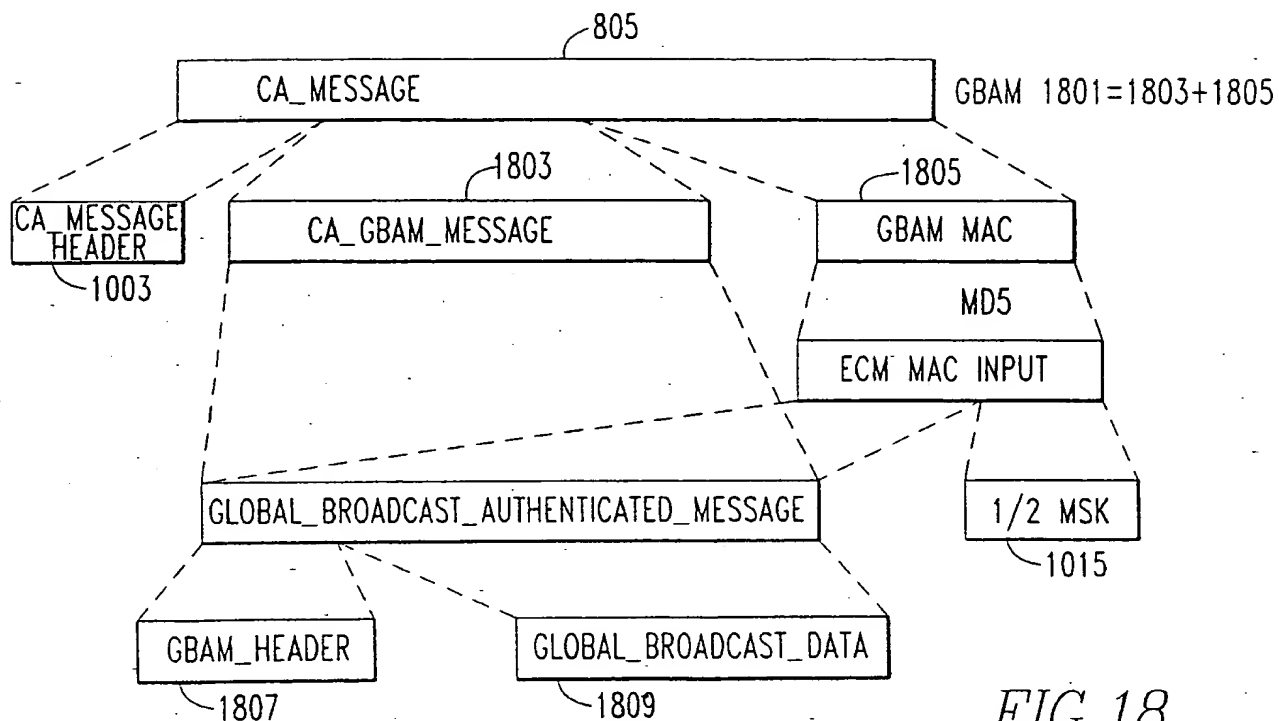 805
CA_MESSAGE
GBAM 1801=1803+1805
1803
1805
CA_MESSAGE
HEADER
CA_GBAM_MESSAGE
GBAM MAC
1003
MD5
ECM MAC INPUT
GLOBAL_BROADCAST_AUTHENTICATED_MESSAGE
1/2 MSK
1015
GBAM_HEADER
GLOBAL_BROADCAST_DATA
1807
1809
FIG. 18